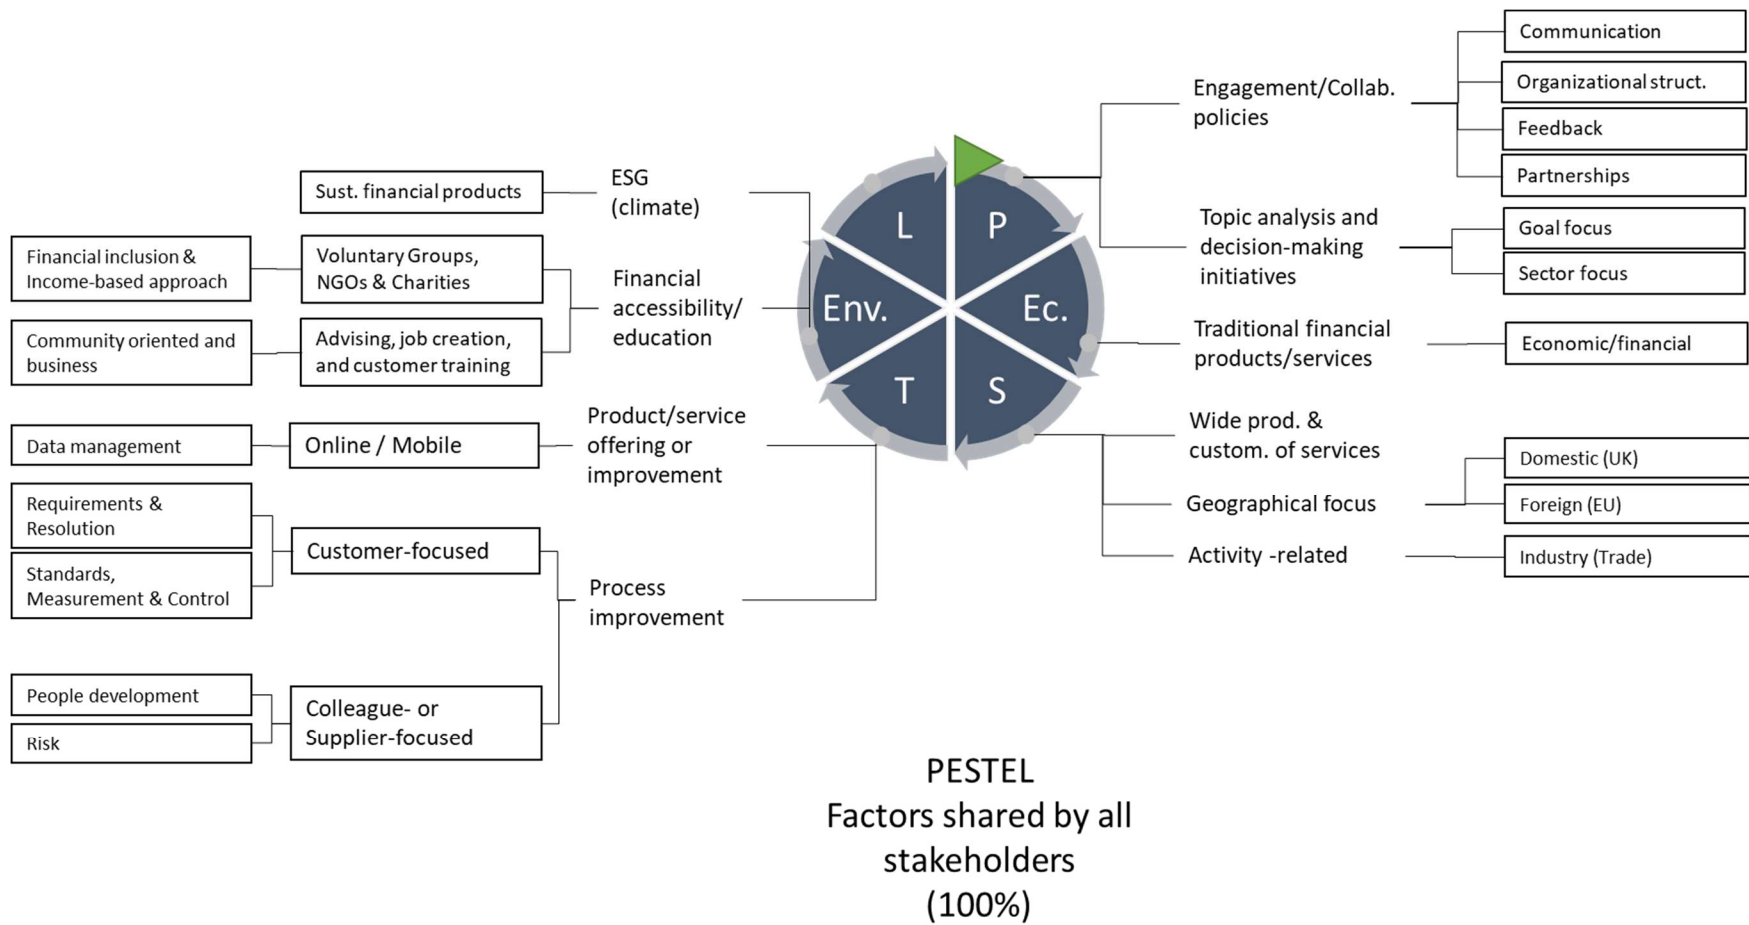 Communication
Organizational struct.
Feedback
Partnerships
Engagement/Collab.
policies
Topic analysis and
decision-making
initiatives
Goal focus
Sector focus
Traditional financial
products/services
Economic/financial
Wide prod. &
custom. of services
Geographical focus
Domestic (UK)
Foreign (EU)
Activity -related
Industry (Trade)
L
P
Env.
Ec.
T
S
ESG
(climate)
Sust. financial products
Financial
accessibility/
education
Voluntary Groups,
NGOs & Charities
Financial inclusion &
Income-based approach
Advising, job creation,
and customer training
Community oriented and
business
Product/service
offering or
improvement
Online / Mobile
Data management
Process
improvement
Customer-focused
Requirements &
Resolution
Standards,
Measurement & Control
Colleague- or
Supplier-focused
People development
Risk
PESTEL
Factors shared by all
stakeholders
(100%)